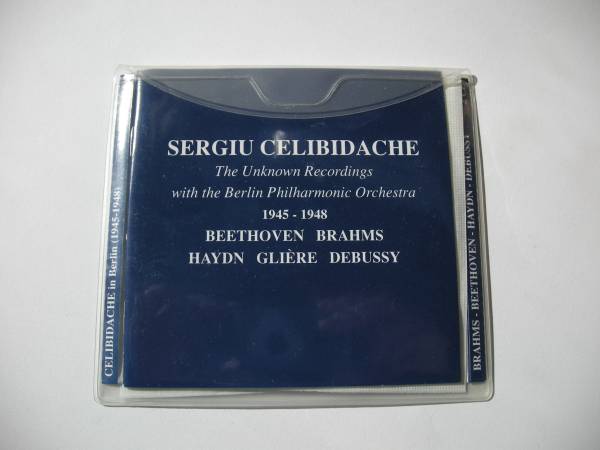 SERGIU CELIBIDACHE
The Unknown Recordings
with the Berlin Philharmonic Orchestra
1945 - 1948
BEETHOVEN BRAHMS
HAYDN GLIÈRE DEBUSSY
CELIBIDACHE in Berlin (1945-1948)
BRAHMS - BEETHOVEN - HAYDN - DEBUSSY